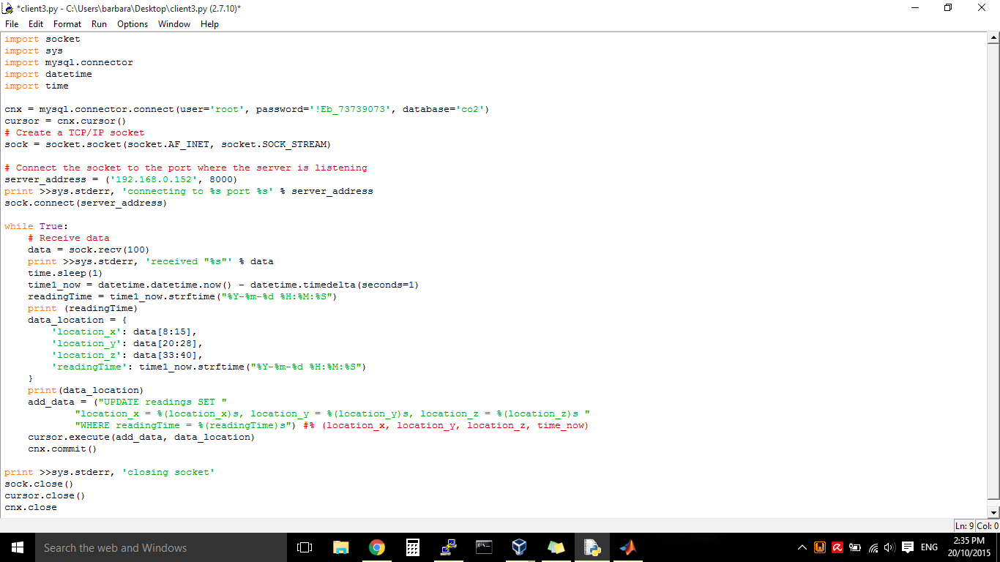 *client3.py - C:\Users\barbara\Desktop\client3.py (2.7.10)*
File Edit Format Run Options Window Help
import socket
import sys
import mysql.connector
import datetime
import time
cnx = mysql.connector.connect(user='root', password='!Eb_73739073', database='co2')
cursor = cnx.cursor()
# Create a TCP/IP socket
sock = socket.socket(socket.AF_INET, socket.SOCK_STREAM)
# Connect the socket to the port where the server is listening
server_address = ('192.168.0.152', 8000)
print >>sys.stderr, 'connecting to %s port %s' % server_address
sock.connect(server_address)
while True:
    # Receive data
    data = sock.recv(100)
    print >>sys.stderr, 'received "%s"' % data
    time.sleep(1)
    time1_now = datetime.datetime.now() - datetime.timedelta(seconds=1)
    readingTime = time1_now.strftime("%Y-%m-%d %H:%M:%S")
    print (readingTime)
    data_location = {
        'location_x': data[8:15],
        'location_y': data[20:28],
        'location_z': data[33:40],
        'readingTime': time1_now.strftime("%Y-%m-%d %H:%M:%S")
    }
    print(data_location)
    add_data = ("UPDATE readings SET "
            "location_x = %(location_x)s, location_y = %(location_y)s, location_z = %(location_z)s "
            "WHERE readingTime = %(readingTime)s") #% (location_x, location_y, location_z, time_now)
    cursor.execute(add_data, data_location)
    cnx.commit()
print >>sys.stderr, 'closing socket'
sock.close()
cursor.close()
cnx.close
Ln: 9 Col: 0
Search the web and Windows
ENG
2:35 PM
20/10/2015